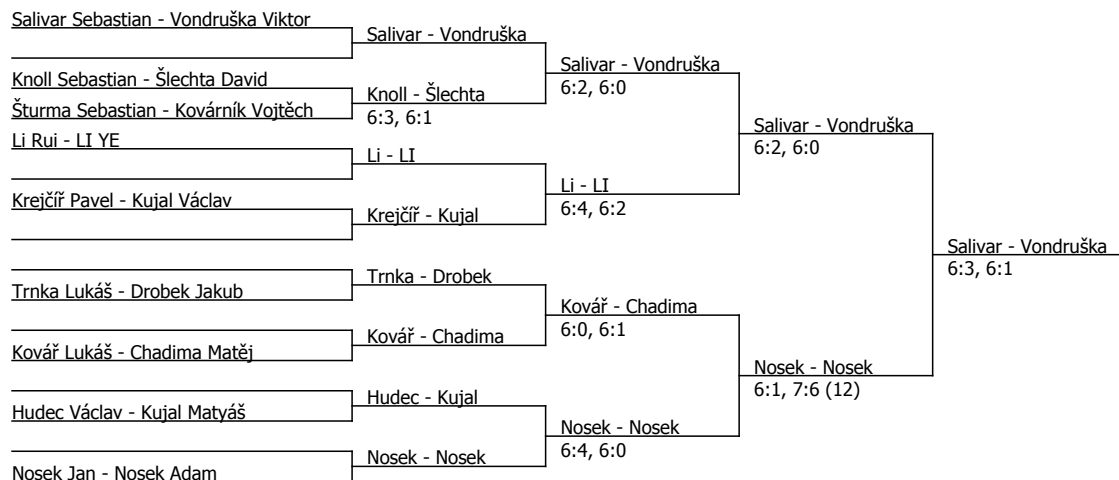 Salivar Sebastian - Vondruška Viktor
Salivar - Vondruška
Knoll Sebastian - Šlechta David
Šturma Sebastian - Kovárník Vojtěch
Knoll - Šlechta
6:3, 6:1
Salivar - Vondruška
6:2, 6:0
Li Rui - LI YE
Li - LI
Krejčíř Pavel - Kujal Václav
Krejčíř - Kujal
Li - LI
6:4, 6:2
Salivar - Vondruška
6:2, 6:0
Trnka Lukáš - Drobek Jakub
Trnka - Drobek
Kovář Lukáš - Chadima Matěj
Kovář - Chadima
Kovář - Chadima
6:0, 6:1
Hudec Václav - Kujal Matyáš
Hudec - Kujal
Nosek Jan - Nosek Adam
Nosek - Nosek
Nosek - Nosek
6:4, 6:0
Nosek - Nosek
6:1, 7:6 (12)
Salivar - Vondruška
6:3, 6:1